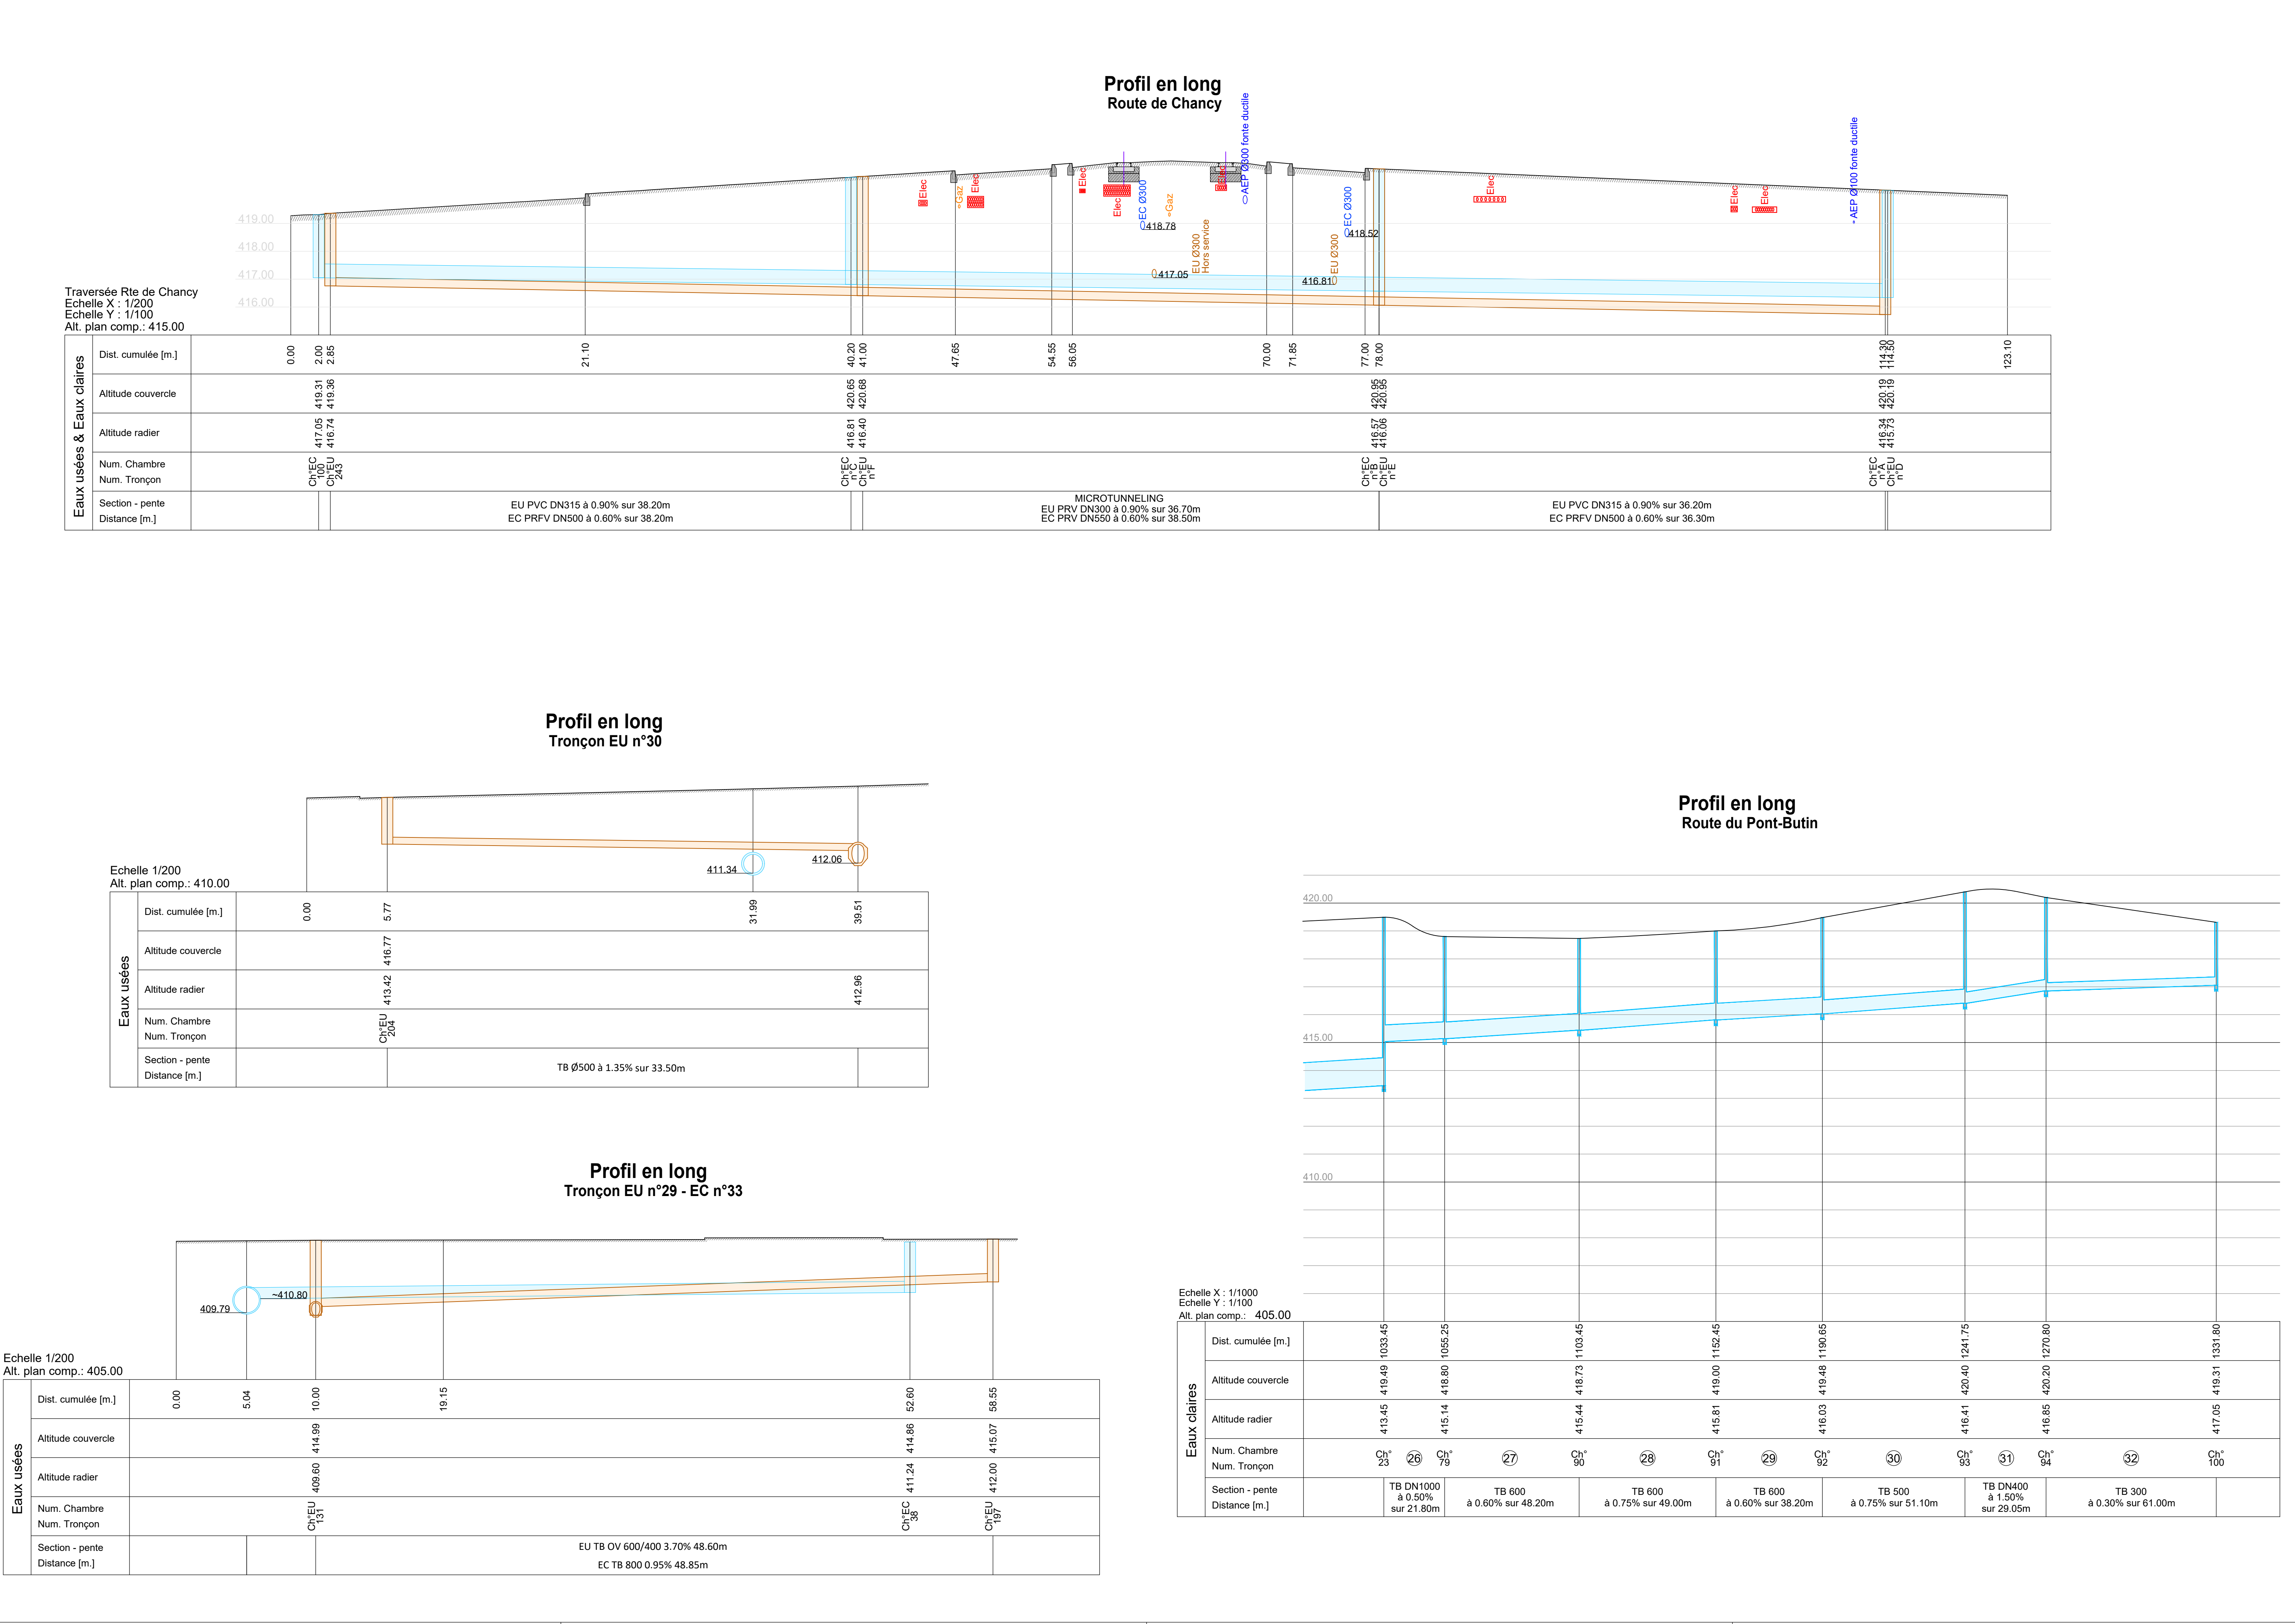 Profil en long
Route de Chancy
AEP Ø300 fonte ductile
AEP Ø100 fonte ductile
Elec
Gaz
Elec
Elec
Elec
EC Ø300
418.78
Gaz
417.05
EU Ø300
Hors service
Elec
EU Ø300
416.81
EC Ø300
418.52
Elec
Elec
Elec
419.00
418.00
417.00
416.00
Traversée Rte de Chancy
Echelle X : 1/200
Echelle Y : 1/100
Alt. plan comp.: 415.00
Eaux usées & Eaux claires
Dist. cumulée [m.]
0.00 2.00 2.85 21.10 40.20 41.00 47.65 54.55 56.05 70.00 71.85 77.00 78.00 114.30 114.50 123.10
Altitude couvercle
419.31 419.36 420.65 420.68 420.95 420.95 420.19 420.19
Altitude radier
417.05 416.74 416.81 416.40 416.57 416.06 416.34 415.73
Num. Chambre
Num. Tronçon
Ch°EC
100
Ch°EU
243
Ch°EC
n°C
Ch°EU
n°F
Ch°EC
n°B
Ch°EU
n°E
Ch°EC
n°A
Ch°EU
n°D
Section - pente
Distance [m.]
EU PVC DN315 à 0.90% sur 38.20m
EC PRFV DN500 à 0.60% sur 38.20m
MICROTUNNELING
EU PRV DN300 à 0.90% sur 36.70m
EC PRV DN550 à 0.60% sur 38.50m
EU PVC DN315 à 0.90% sur 36.20m
EC PRFV DN500 à 0.60% sur 36.30m
Profil en long
Tronçon EU n°30
411.34
412.06
Echelle 1/200
Alt. plan comp.: 410.00
Eaux usées
Dist. cumulée [m.]
0.00 5.77 31.99 39.51
Altitude couvercle
416.77
Altitude radier
413.42 412.96
Num. Chambre
Num. Tronçon
Ch°EU
204
Section - pente
Distance [m.]
TB Ø500 à 1.35% sur 33.50m
Profil en long
Tronçon EU n°29 - EC n°33
409.79
~410.80
Echelle 1/200
Alt. plan comp.: 405.00
Eaux usées
Dist. cumulée [m.]
0.00 5.04 10.00 19.15 52.60 58.55
Altitude couvercle
414.99 414.86 415.07
Altitude radier
409.60 411.24 412.00
Num. Chambre
Num. Tronçon
Ch°EU
131
Ch°EC
38
Ch°EU
197
Section - pente
Distance [m.]
EU TB OV 600/400 3.70% 48.60m
EC TB 800 0.95% 48.85m
Profil en long
Route du Pont-Butin
420.00
415.00
410.00
Echelle X : 1/1000
Echelle Y : 1/100
Alt. plan comp.: 405.00
Eaux claires
Dist. cumulée [m.]
1033.45 1055.25 1103.45 1152.45 1190.65 1241.75 1270.80 1331.80
Altitude couvercle
419.49 418.80 418.73 419.00 419.48 420.40 420.20 419.31
Altitude radier
413.45 415.14 415.44 415.81 416.03 416.41 416.85 417.05
Num. Chambre
Num. Tronçon
Ch°
23
26
Ch°
79
27
Ch°
90
28
Ch°
91
29
Ch°
92
30
Ch°
93
31
Ch°
94
32
Ch°
100
Section - pente
Distance [m.]
TB DN1000
à 0.50%
sur 21.80m
TB 600
à 0.60% sur 48.20m
TB 600
à 0.75% sur 49.00m
TB 600
à 0.60% sur 38.20m
TB 500
à 0.75% sur 51.10m
TB DN400
à 1.50%
sur 29.05m
TB 300
à 0.30% sur 61.00m